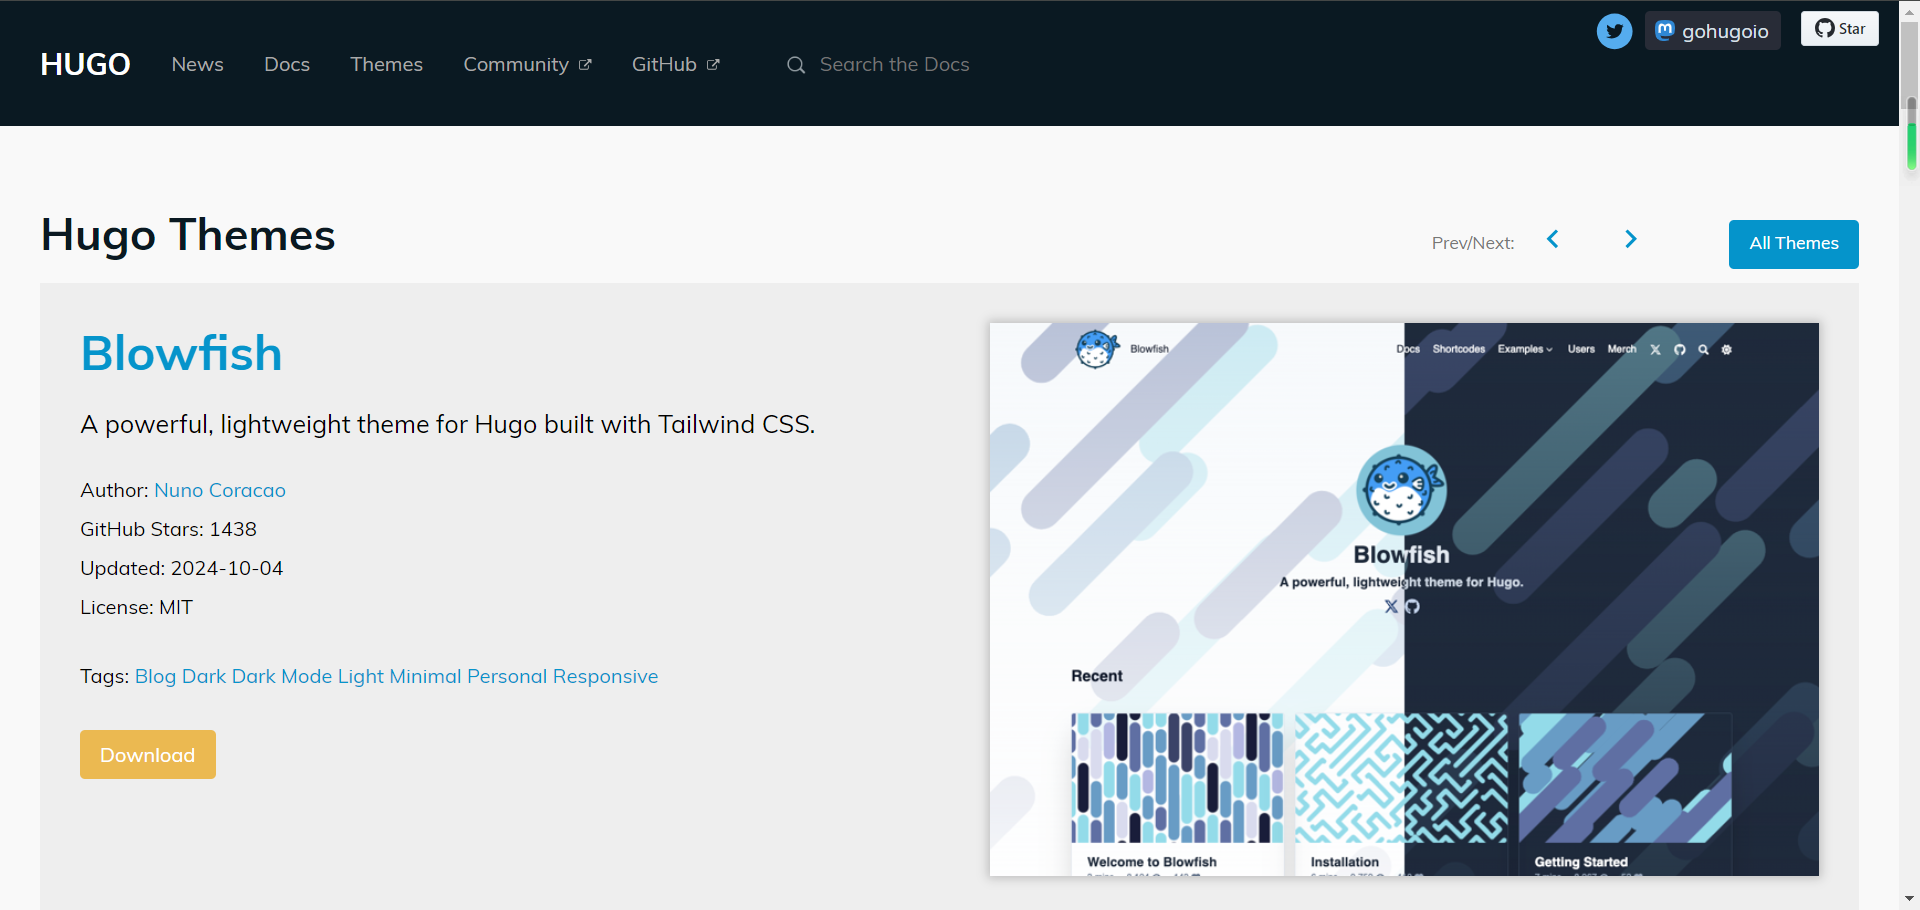 gohugoio
Star
HUGO News Docs Themes Community GitHub Search the Docs
Hugo Themes
Prev/Next:
All Themes
Blowfish
A powerful, lightweight theme for Hugo built with Tailwind CSS.
Author: Nuno Coracao
GitHub Stars: 1438
Updated: 2024-10-04
License: MIT
Tags: Blog Dark Dark Mode Light Minimal Personal Responsive
Download
Blowfish Docs Shortcodes Examples Users Merch
Blowfish
A powerful, lightweight theme for Hugo.
Recent
Welcome to Blowfish
Installation
Getting Started